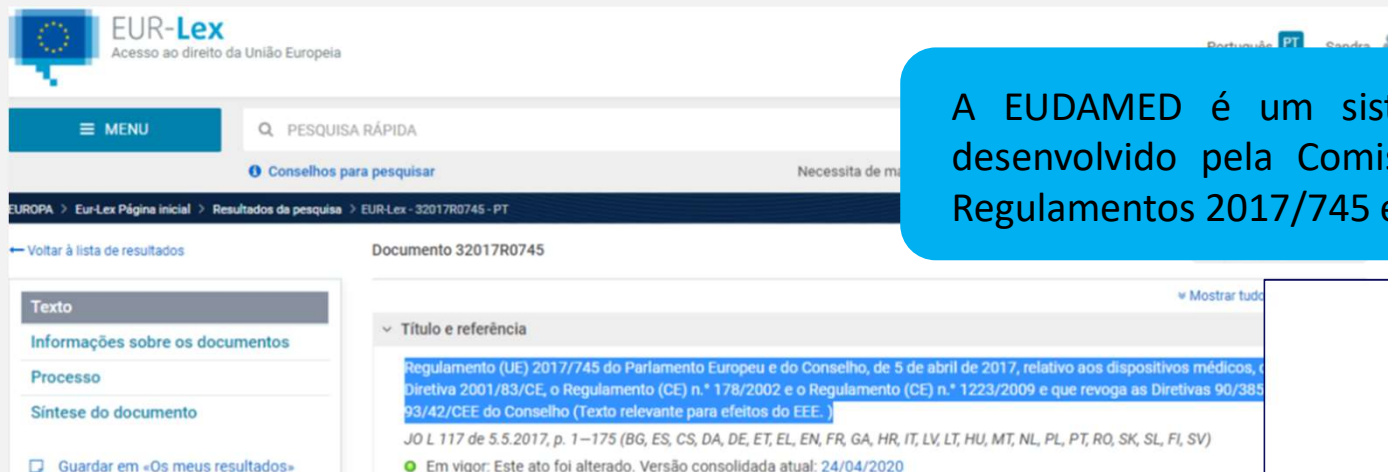 EUR-Lex
Acesso ao direito da União Europeia
Português PT Sandra
MENU
PESQUISA RÁPIDA
Conselhos para pesquisar
Necessita de ma
A EUDAMED é um sist
desenvolvido pela Comis
Regulamentos 2017/745 e
EUROPA > Eur-Lex Página inicial > Resultados da pesquisa > EUR-Lex - 32017R0745 - PT
Voltar à lista de resultados
Documento 32017R0745
Mostrar tudo
Texto
Informações sobre os documentos
Processo
Síntese do documento
Guardar em «Os meus resultados»
Título e referência
Regulamento (UE) 2017/745 do Parlamento Europeu e do Conselho, de 5 de abril de 2017, relativo aos dispositivos médicos,
Diretiva 2001/83/CE, o Regulamento (CE) n.° 178/2002 e o Regulamento (CE) n.° 1223/2009 e que revoga as Diretivas 90/385
93/42/CEE do Conselho (Texto relevante para efeitos do EEE. )
JO L 117 de 5.5.2017, p. 1–175 (BG, ES, CS, DA, DE, ET, EL, EN, FR, GA, HR, IT, LV, LT, HU, MT, NL, PL, PT, RO, SK, SL, FI, SV)
Em vigor: Este ato foi alterado. Versão consolidada atual: 24/04/2020